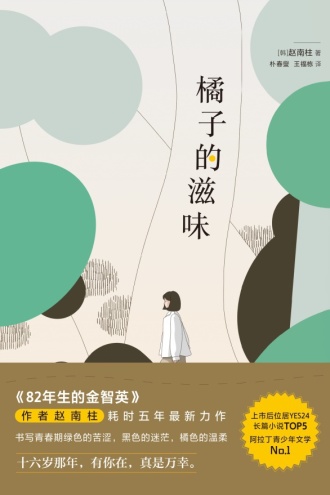 [韩]赵南柱 著
朴春燮 王福栋 译
橘子的滋味
《82年生的金智英》
作者赵南柱 耗时五年最新力作
书写青春期绿色的苦涩，黑色的迷茫，橘色的温柔
十六岁那年，有你在，真是万幸。
上市后位居YES24
长篇小说TOP5
阿拉丁青少年文学
No.1